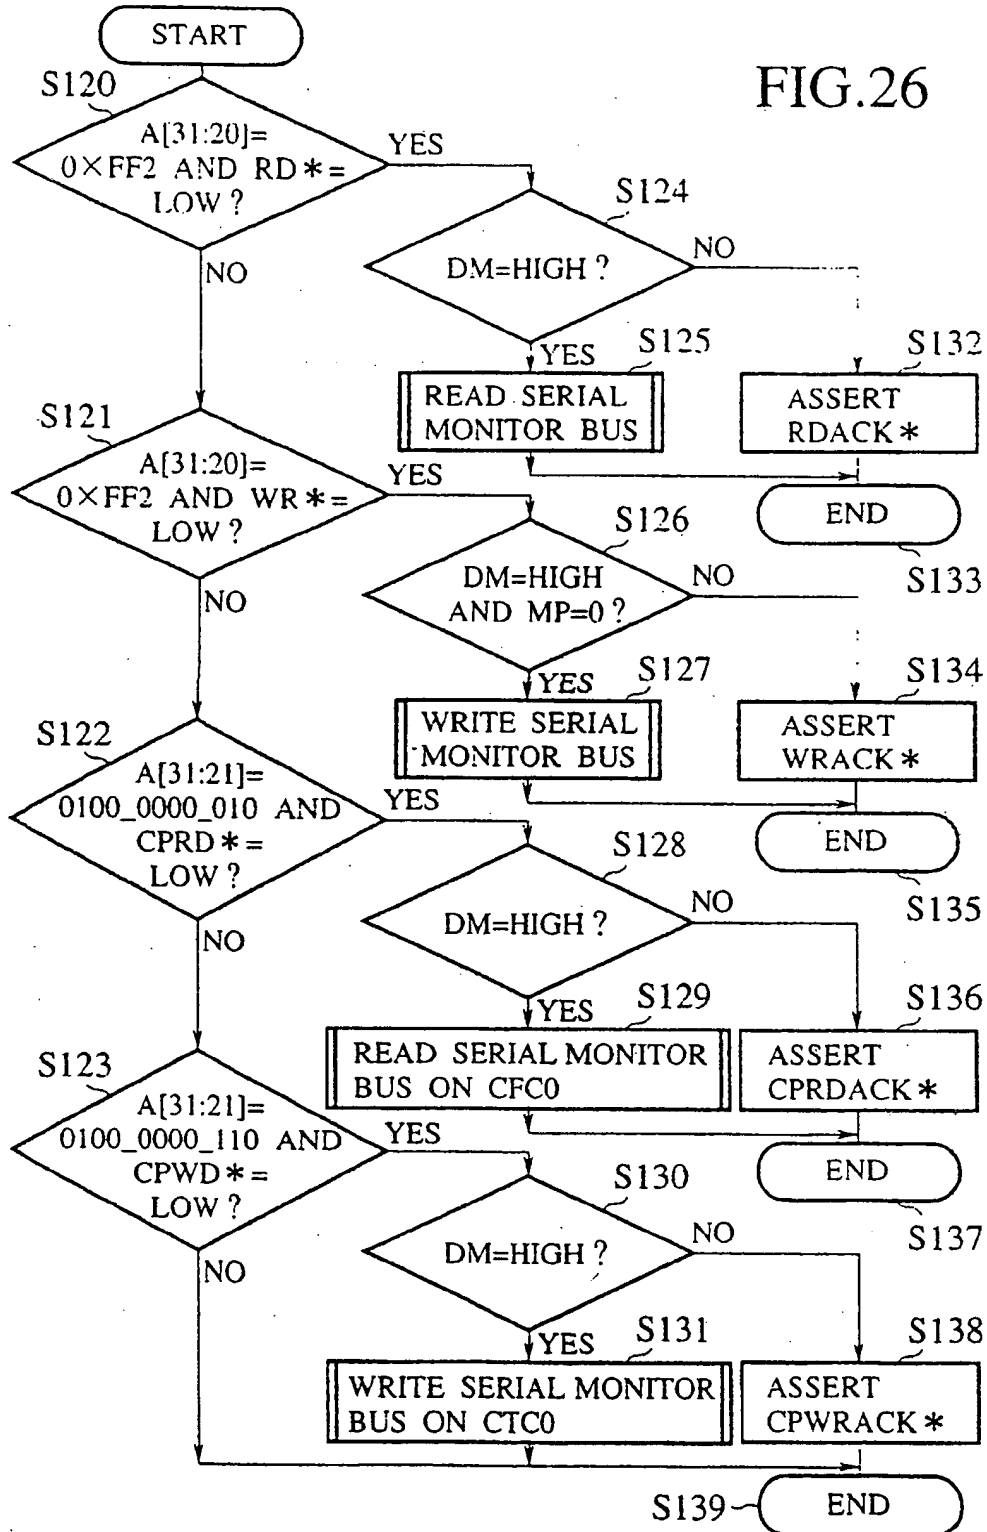 START
FIG.26
S120
A[31:20]=
0×FF2 AND RD*=
LOW?
YES
NO
S124
DM=HIGH?
NO
YES
S125
READ SERIAL
MONITOR BUS
S132
ASSERT
RDACK*
END
S133
S121
A[31:20]=
0×FF2 AND WR*=
LOW?
YES
NO
S126
DM=HIGH
AND MP=0?
NO
YES
S127
WRITE SERIAL
MONITOR BUS
S134
ASSERT
WRACK*
END
S135
S122
A[31:21]=
0100_0000_010 AND
CPRD*=
LOW?
YES
NO
S128
DM=HIGH?
NO
YES
S129
READ SERIAL MONITOR
BUS ON CFC0
S136
ASSERT
CPRDACK*
END
S137
S123
A[31:21]=
0100_0000_110 AND
CPWD*=
LOW?
YES
NO
S130
DM=HIGH?
NO
YES
S131
WRITE SERIAL MONITOR
BUS ON CTC0
S138
ASSERT
CPWRACK*
S139
END